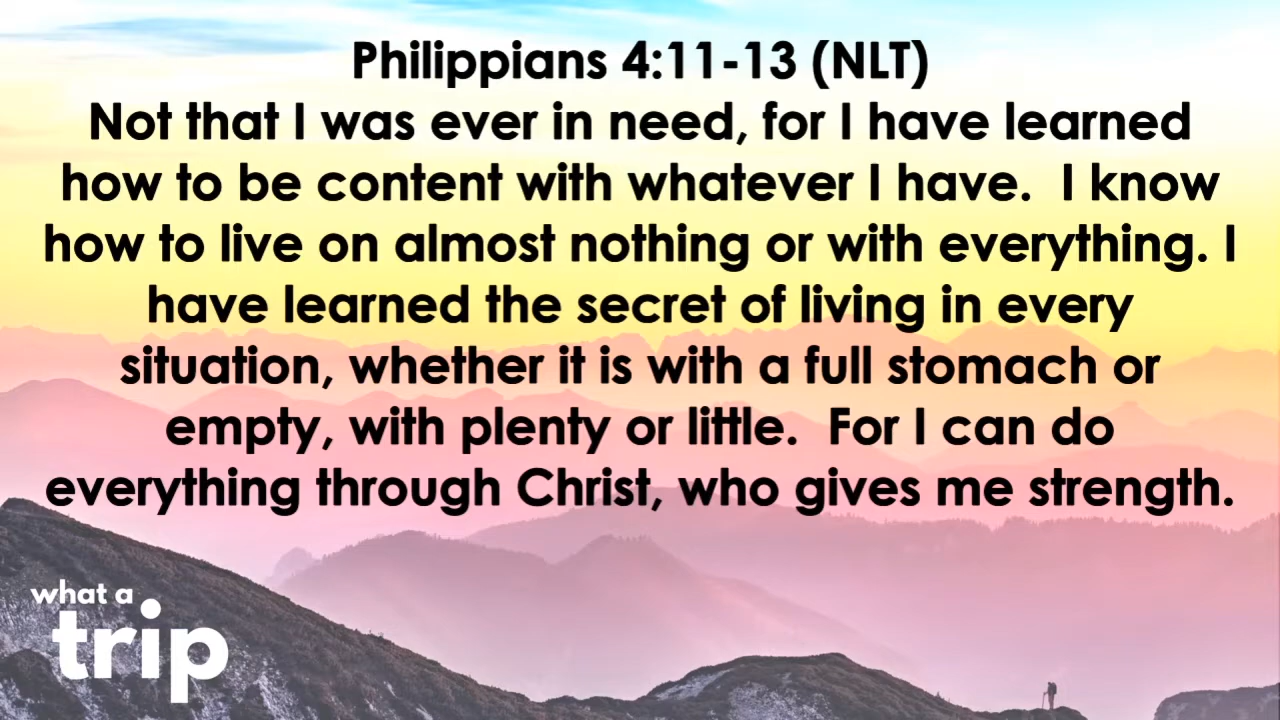 Philippians 4:11-13 (NLT)
Not that I was ever in need, for I have learned
how to be content with whatever I have.  I know
how to live on almost nothing or with everything. I
have learned the secret of living in every
situation, whether it is with a full stomach or
empty, with plenty or little.  For I can do
everything through Christ, who gives me strength.
what a
trip